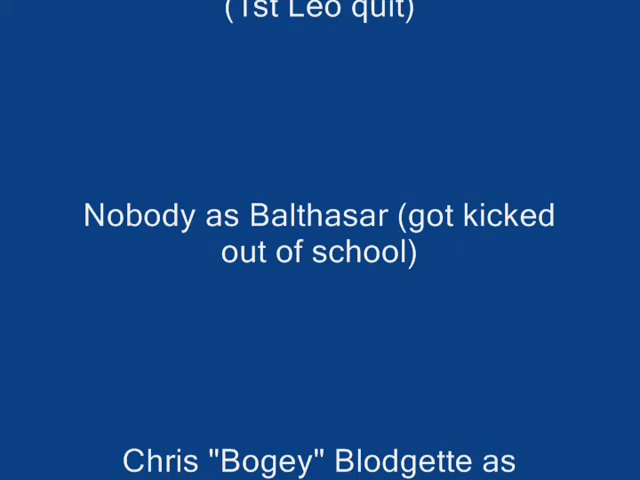 (1st Leo quit)
Nobody as Balthasar (got kicked
out of school)
Chris "Bogey" Blodgette as